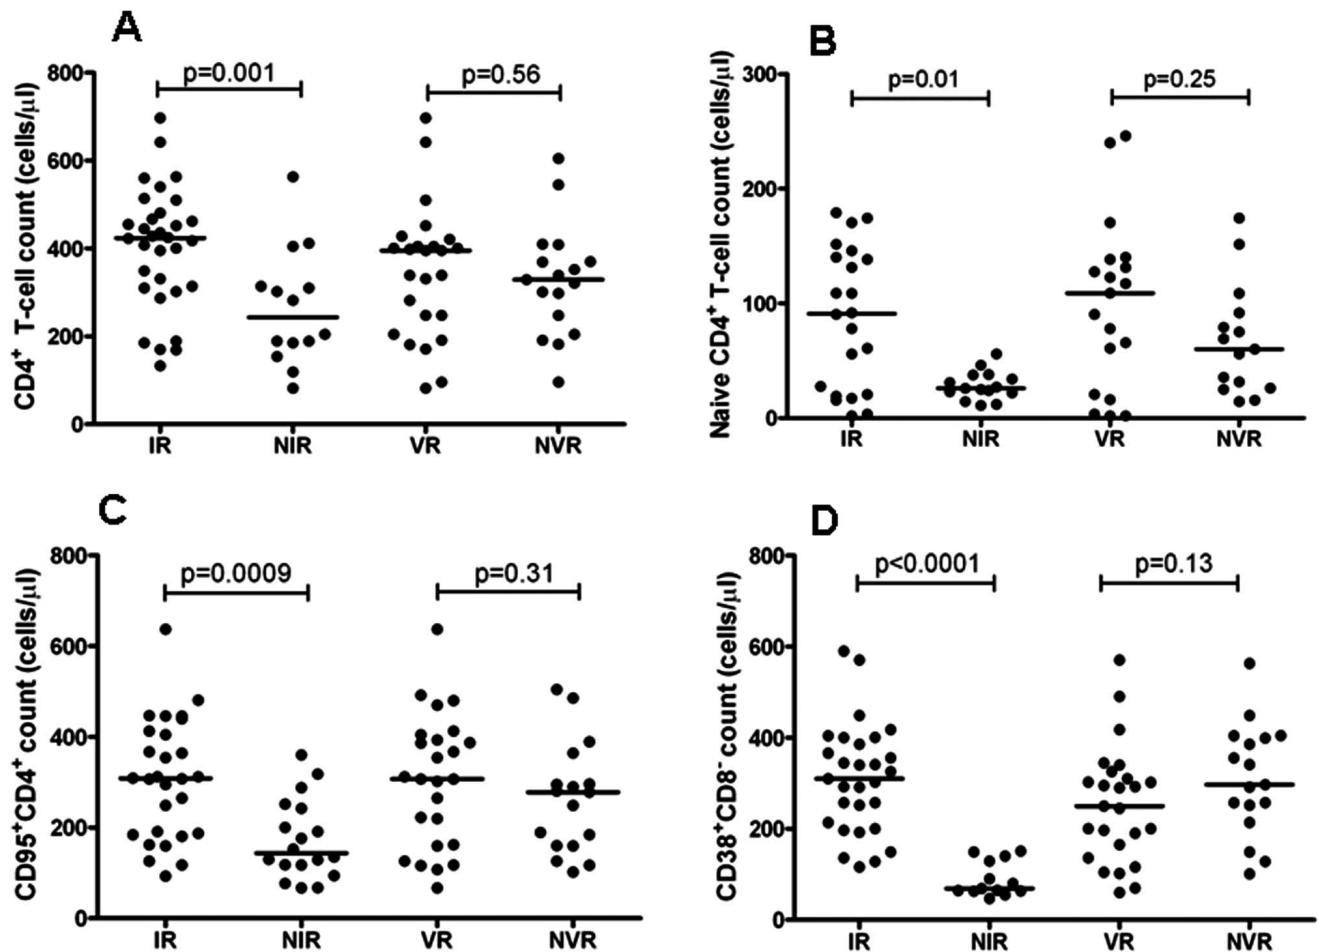 A
p=0.001
p=0.56
CD4+ T-cell count (cells/μl)
800
600
400
200
0
IR NIR VR NVR
B
p=0.01
p=0.25
Naive CD4+ T-cell count (cells/μl)
300
200
100
0
IR NIR VR NVR
C
p=0.0009
p=0.31
CD95+CD4+ count (cells/μl)
800
600
400
200
0
IR NIR VR NVR
D
p<0.0001
p=0.13
CD38+CD8- count (cells/μl)
800
600
400
200
0
IR NIR VR NVR